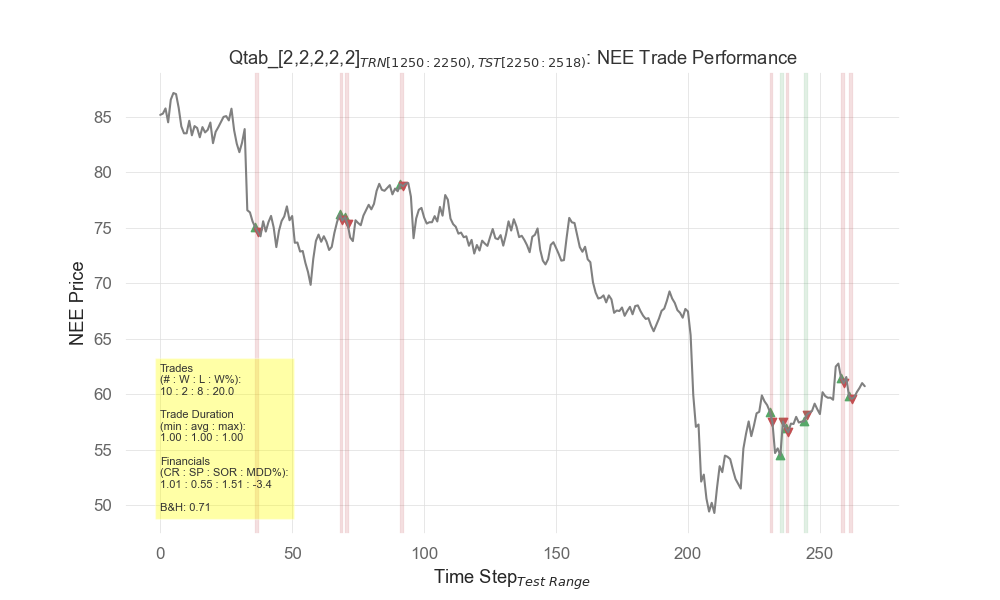 Qtab_[2,2,2,2,2]TRN[1250:2250),TST[2250:2518): NEE Trade Performance
NEE Price
85
80
75
70
65
60
55
50
Trades
(# : W : L : W%):
10 : 2 : 8 : 20.0
Trade Duration
(min : avg : max):
1.00 : 1.00 : 1.00
Financials
(CR : SP : SOR : MDD%):
1.01 : 0.55 : 1.51 : -3.4
B&H: 0.71
0 50 100 150 200 250
Time StepTest Range